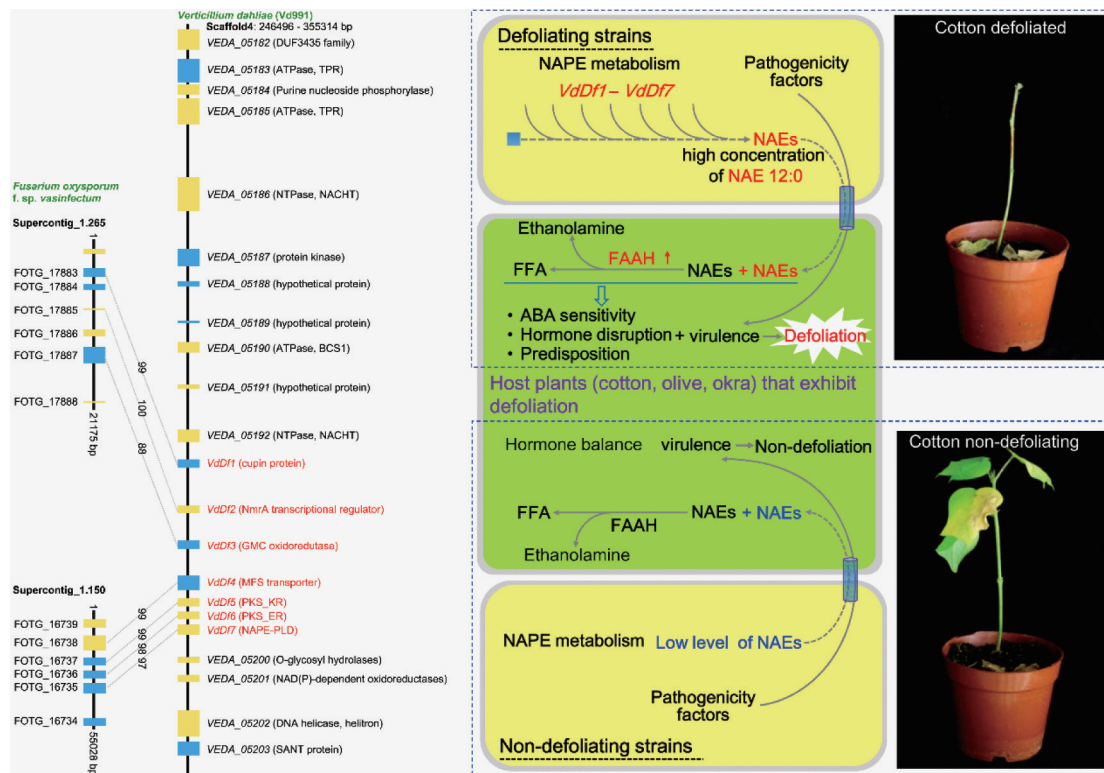 Verticillium dahliae (Vd991)
Scaffold4: 246496 - 355314 bp
VEDA_05182 (DUF3435 family)
VEDA_05183 (ATPase, TPR)
VEDA_05184 (Purine nucleoside phosphorylase)
VEDA_05185 (ATPase, TPR)
VEDA_05186 (NTPase, NACHT)
VEDA_05187 (protein kinase)
VEDA_05188 (hypothetical protein)
VEDA_05189 (hypothetical protein)
VEDA_05190 (ATPase, BCS1)
VEDA_05191 (hypothetical protein)
VEDA_05192 (NTPase, NACHT)
VdDf1 (cupin protein)
VdDf2 (NmrA transcriptional regulator)
VdDf3 (GMC oxidoredutase)
VdDf4 (MFS transporter)
VdDf5 (PKS_KR)
VdDf6 (PKS_ER)
VdDf7 (NAPE-PLD)
VEDA_05200 (O-glycosyl hydrolases)
VEDA_05201 (NAD(P)-dependent oxidoreductases)
VEDA_05202 (DNA helicase, helitron)
VEDA_05203 (SANT protein)
Fusarium oxysporum
f. sp. vasinfectum
Supercontig_1.265
1
FOTG_17883
FOTG_17884
FOTG_17885
FOTG_17886
FOTG_17887
FOTG_17888
21175 bp
99
100
88
Supercontig_1.150
1
FOTG_16739
FOTG_16738
FOTG_16737
FOTG_16736
FOTG_16735
FOTG_16734
55028 bp
99
99
98
97
Defoliating strains
NAPE metabolism
VdDf1 – VdDf7
Pathogenicity
factors
NAEs
high concentration
of NAE 12:0
Ethanolamine
FAAH ↑
FFA
NAEs + NAEs
• ABA sensitivity
• Hormone disruption + virulence
Defoliation
• Predisposition
Host plants (cotton, olive, okra) that exhibit
defoliation
Hormone balance
virulence
Non-defoliation
FFA
FAAH
NAEs + NAEs
Ethanolamine
NAPE metabolism
Low level of NAEs
Pathogenicity
factors
Non-defoliating strains
Cotton defoliated
Cotton non-defoliating